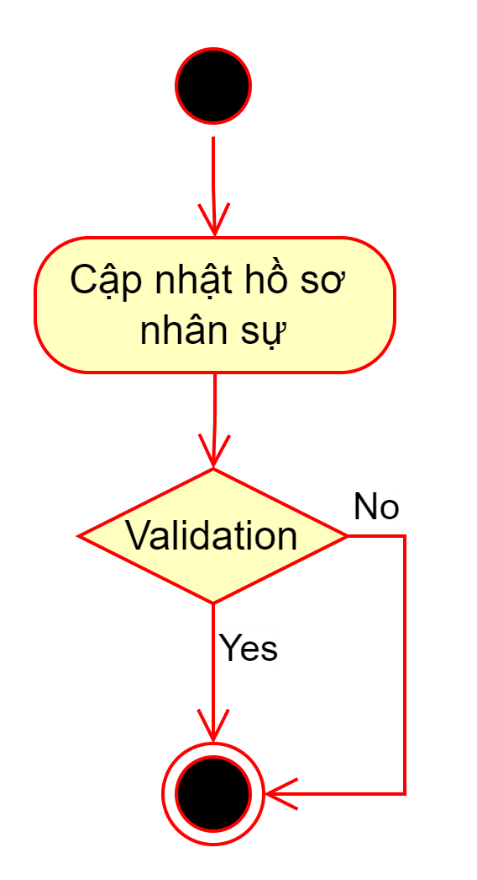 Cập nhật hồ sơ
nhân sự
No
Validation
Yes